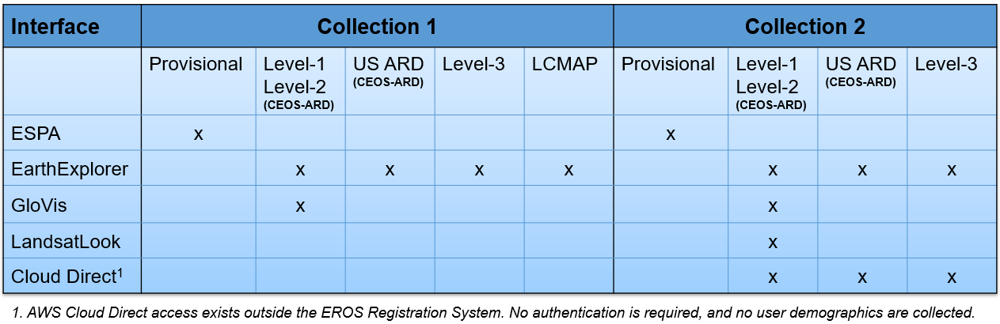 Interface Collection 1 Collection 2
Provisional Level-1 US ARD Level-3 LCMAP Provisional Level-1 US ARD Level-3
Level-2 (CEOS-ARD) Level-2 (CEOS-ARD)
(CEOS-ARD) (CEOS-ARD)
ESPA x x
EarthExplorer x x x x x x x
GloVis x x
LandsatLook x
Cloud Direct¹ x x x
1. AWS Cloud Direct access exists outside the EROS Registration System. No authentication is required, and no user demographics are collected.